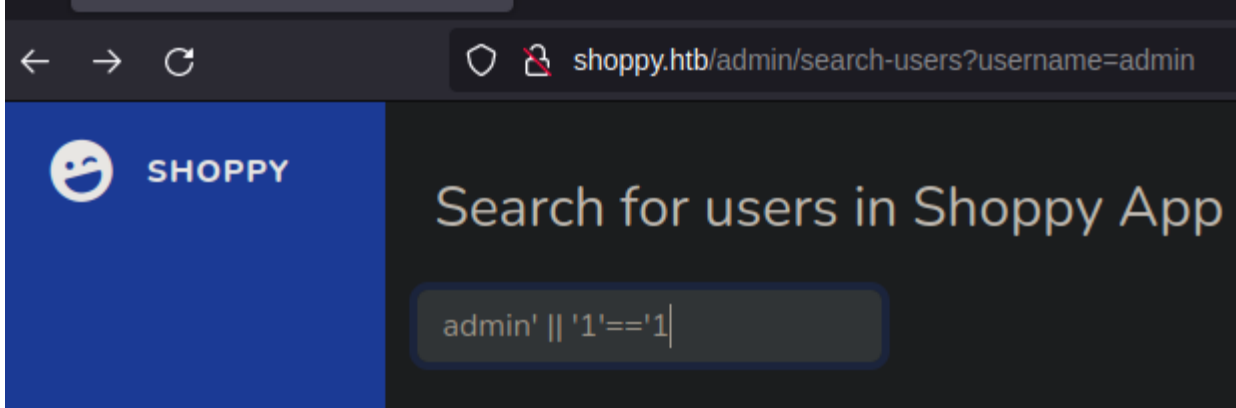 shoppy.htb/admin/search-users?username=admin
SHOPPY
Search for users in Shoppy App
admin' || '1'=='1